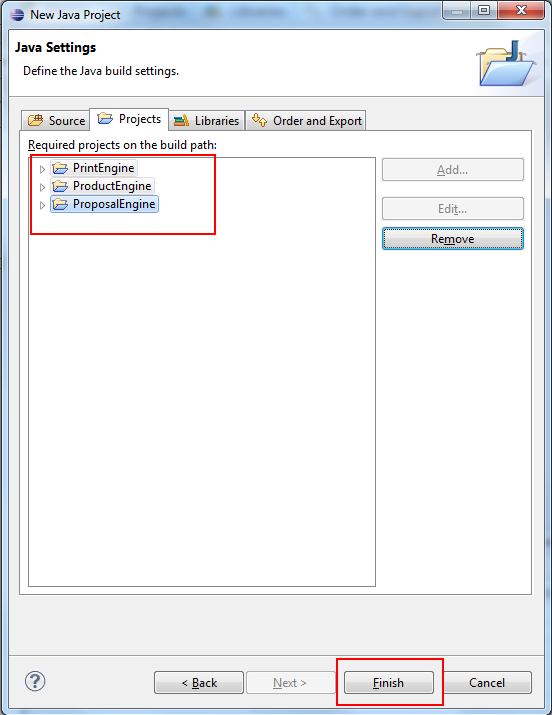 New Java Project
Java Settings
Define the Java build settings.
Source Projects Libraries Order and Export
Required projects on the build path:
PrintEngine
ProductEngine
ProposalEngine
Add...
Edit...
Remove
< Back Next > Finish Cancel